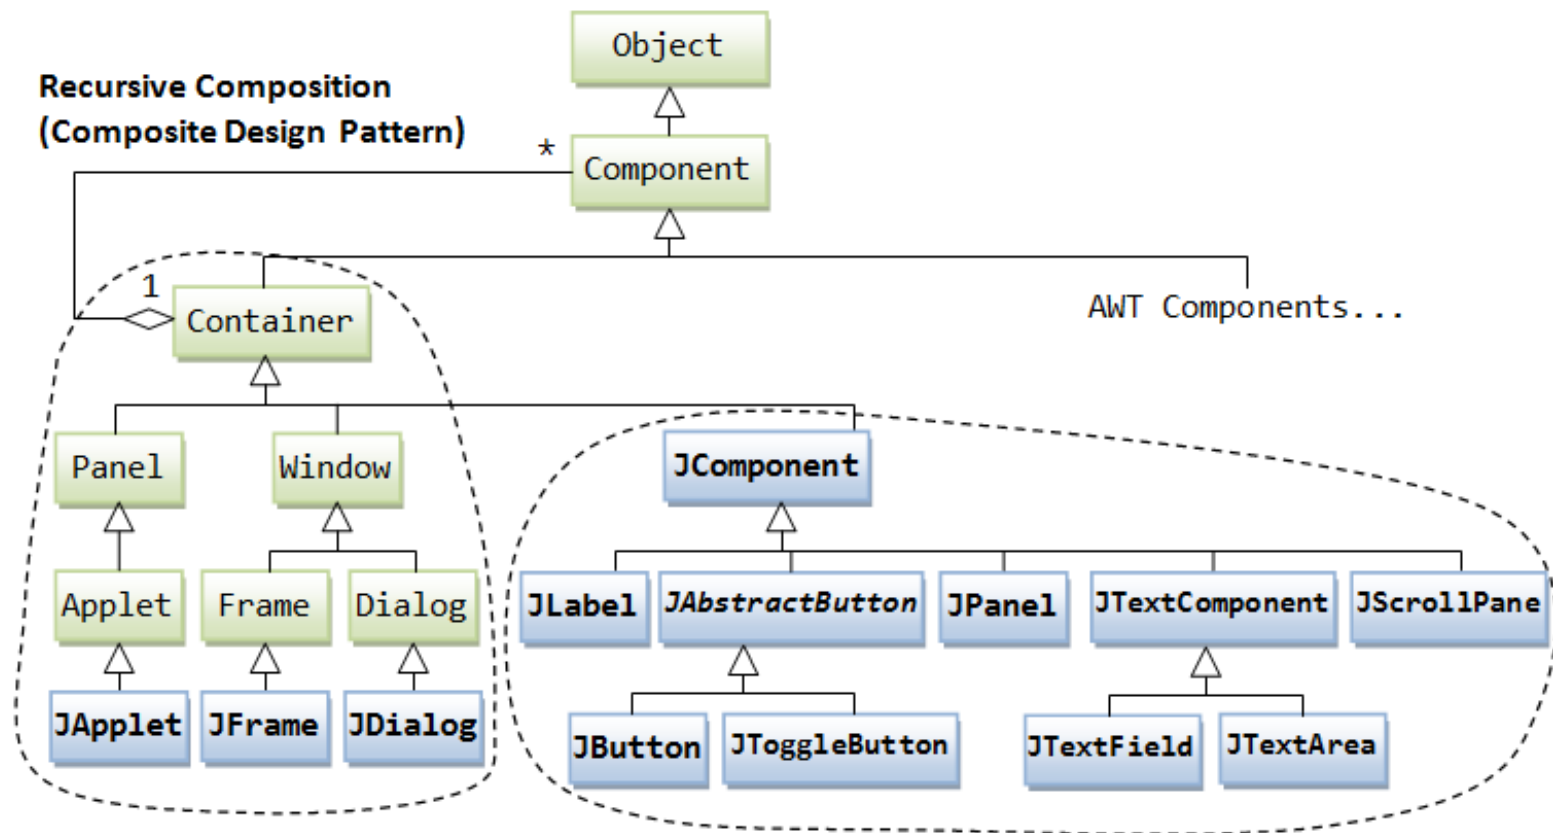 Object
Recursive Composition
(Composite Design Pattern)
*
Component
1
Container
AWT Components...
Panel
Window
JComponent
Applet
Frame
Dialog
JLabel
JAbstractButton
JPanel
JTextComponent
JScrollPane
JApplet
JFrame
JDialog
JButton
JToggleButton
JTextField
JTextArea